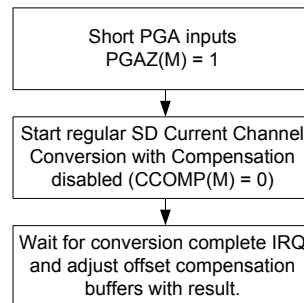 Short PGA inputs
PGAZ(M) = 1
Start regular SD Current Channel
Conversion with Compensation
disabled (CCOMP(M) = 0)
Wait for conversion complete IRQ
and adjust offset compensation
buffers with result.